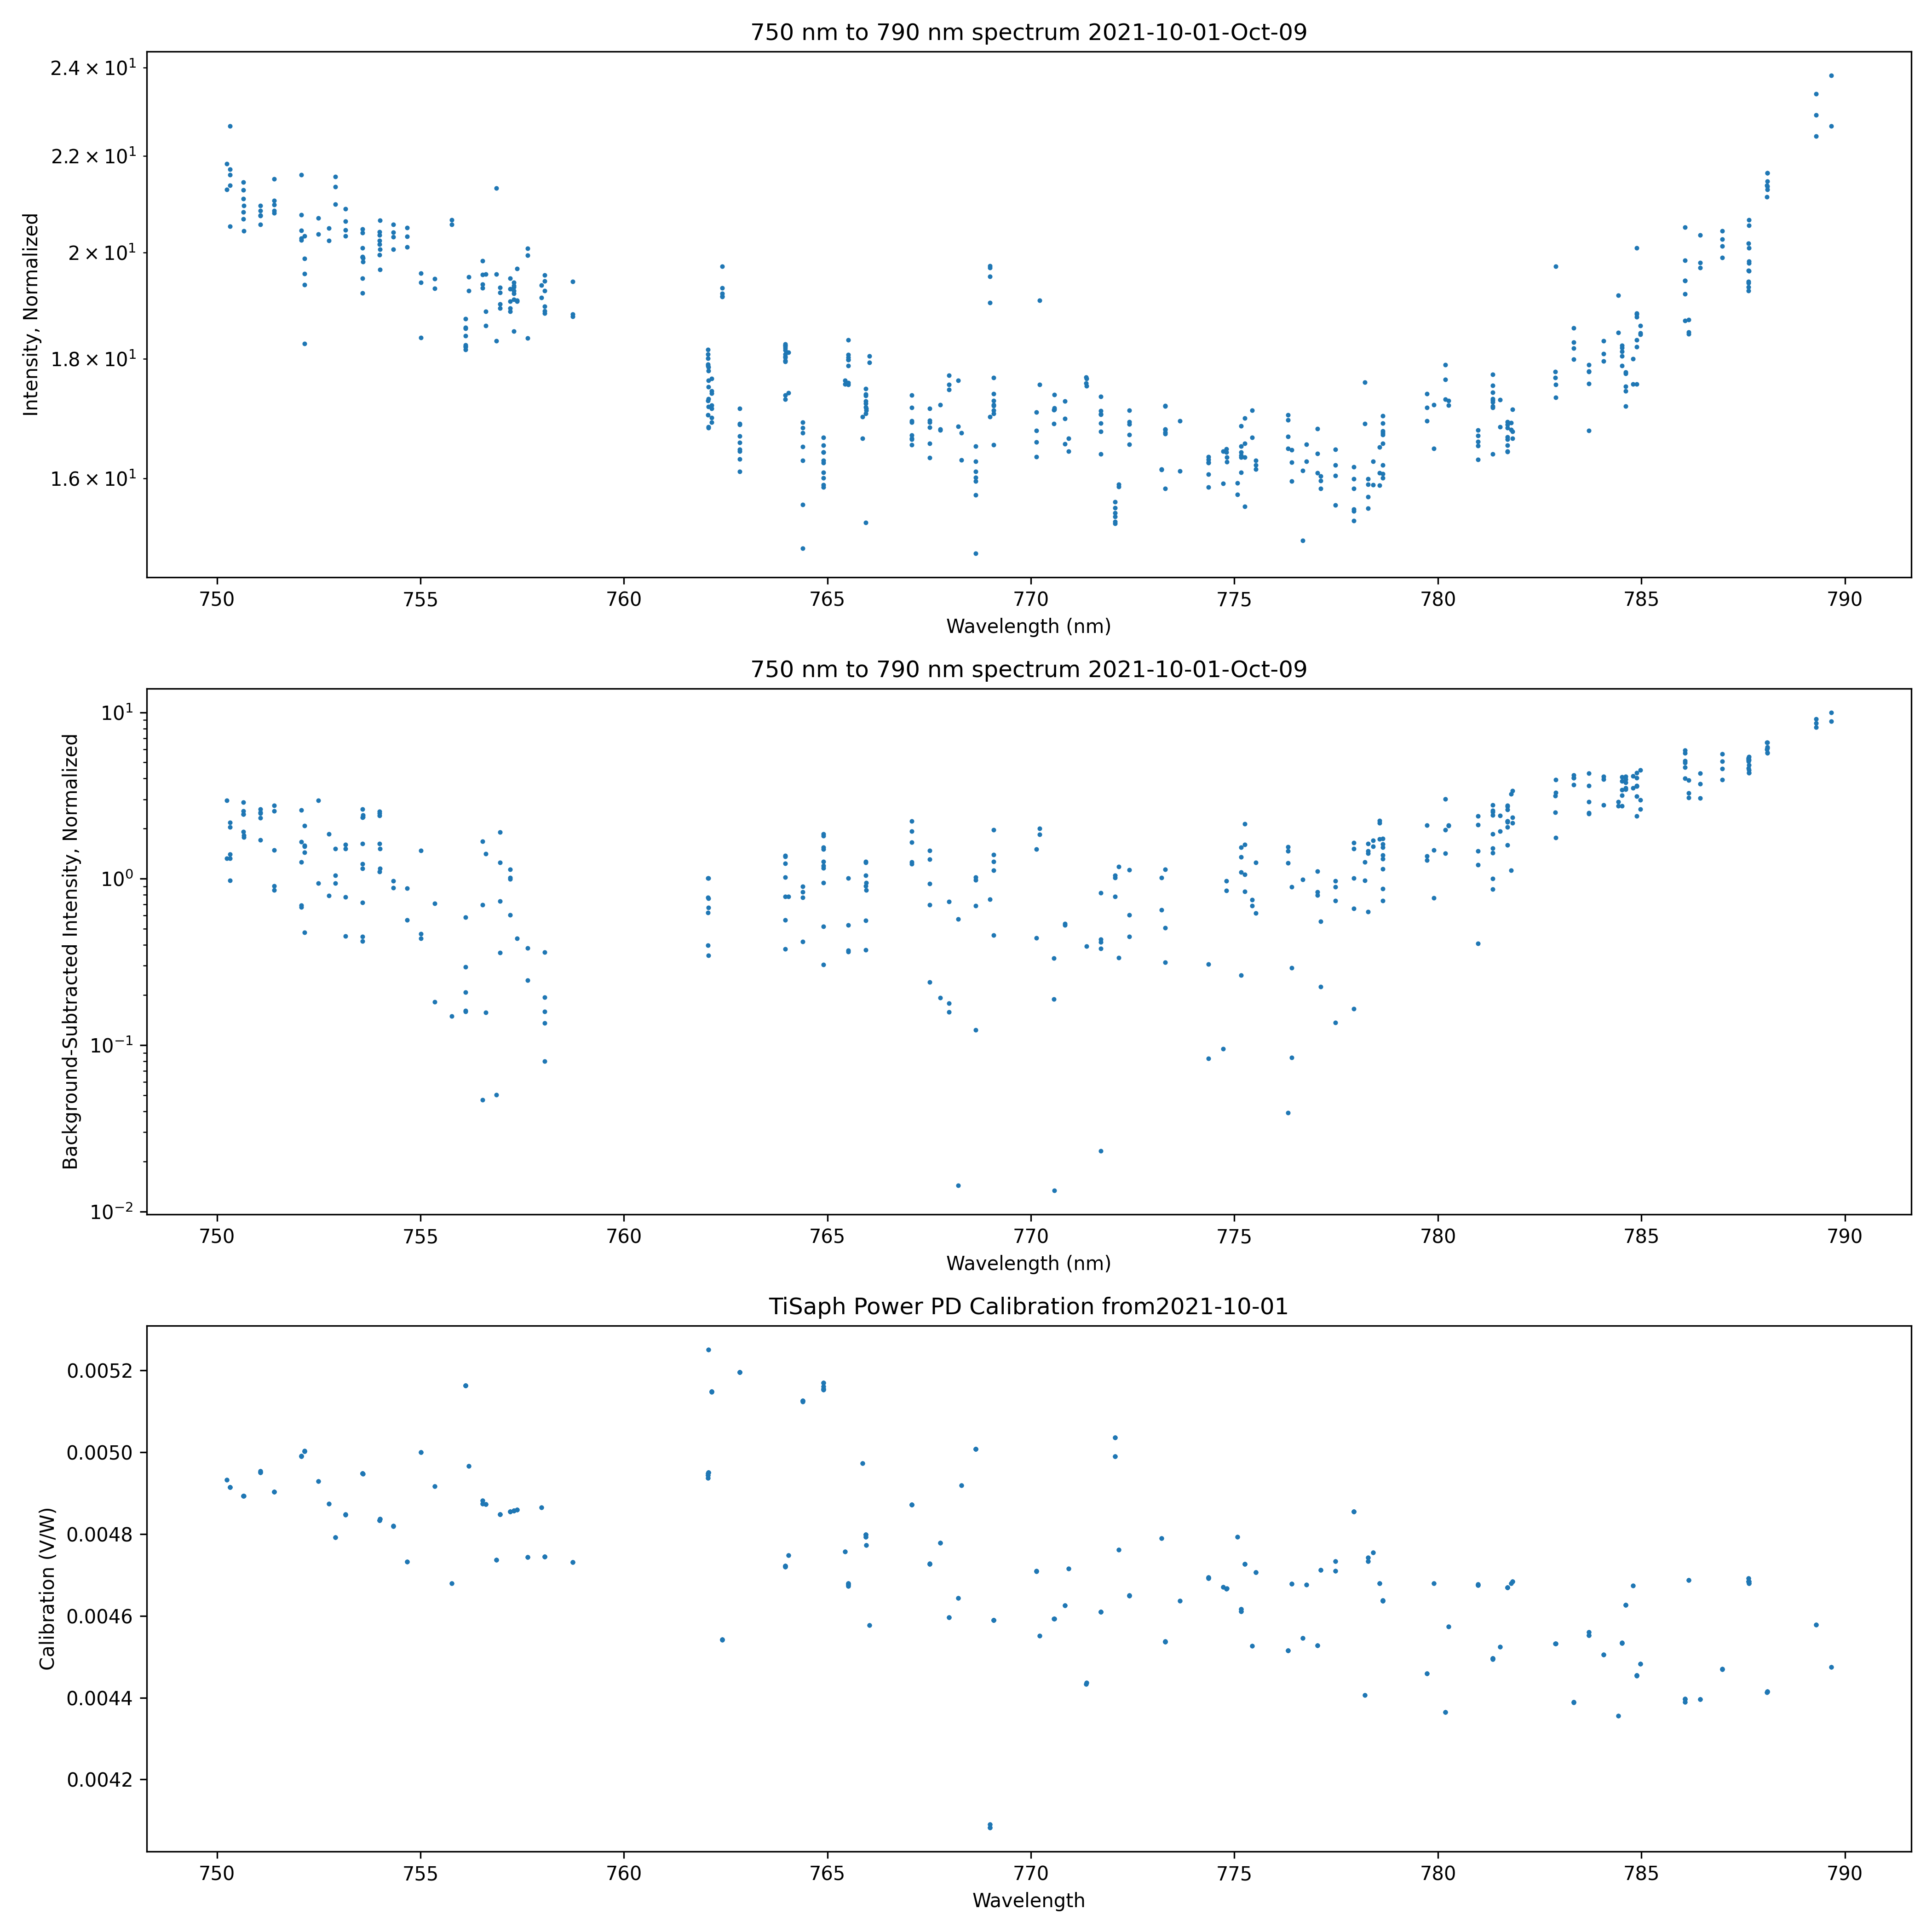 750 nm to 790 nm spectrum 2021-10-01-Oct-09
Intensity, Normalized
2.4 × 10¹
2.2 × 10¹
2 × 10¹
1.8 × 10¹
1.6 × 10¹
750 755 760 765 770 775 780 785 790
Wavelength (nm)
750 nm to 790 nm spectrum 2021-10-01-Oct-09
Background-Subtracted Intensity, Normalized
10¹
10⁰
10⁻¹
10⁻²
750 755 760 765 770 775 780 785 790
Wavelength (nm)
TiSaph Power PD Calibration from2021-10-01
Calibration (V/W)
0.0052
0.0050
0.0048
0.0046
0.0044
0.0042
750 755 760 765 770 775 780 785 790
Wavelength